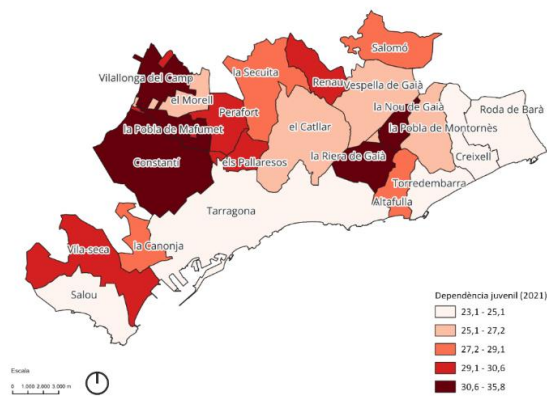 Salomó
la Secuita
Vilallonga del Camp
Renau
Vespella de Gaià
el Morell
Perafort
la Nou de Gaià
Roda de Barà
el Catllar
la Pobla de Mafumet
la Pobla de Montornès
la Riera de Gaià
Creixell
Constantí
els Pallaresos
Torredembarra
Altafulla
Tarragona
Vila-seca
la Canonja
Salou
Dependència juvenil (2021)
23,1 - 25,1
25,1 - 27,2
27,2 - 29,1
29,1 - 30,6
30,6 - 35,8
Escala
0 1.000 2.000 3.000 m